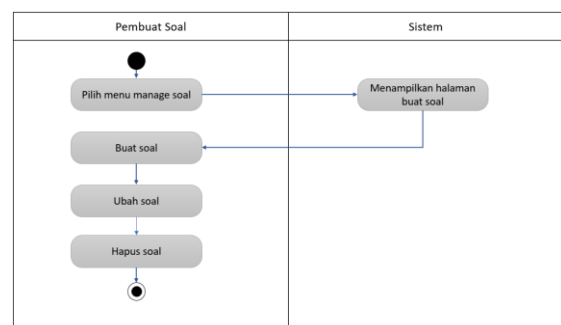 Pembuat Soal
Sistem
Pilih menu manage soal
Menampilkan halaman
buat soal
Buat soal
Ubah soal
Hapus soal